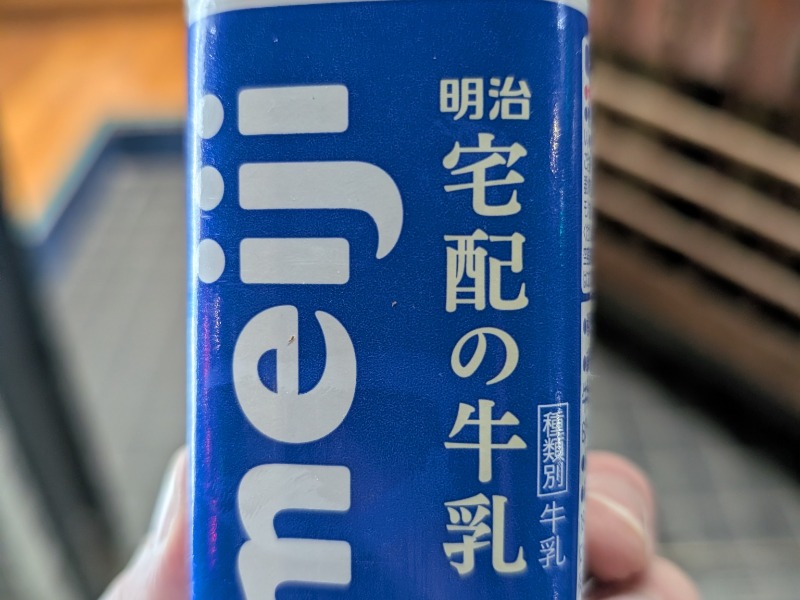 明治
宅配の牛乳
種類別
牛乳
meiji